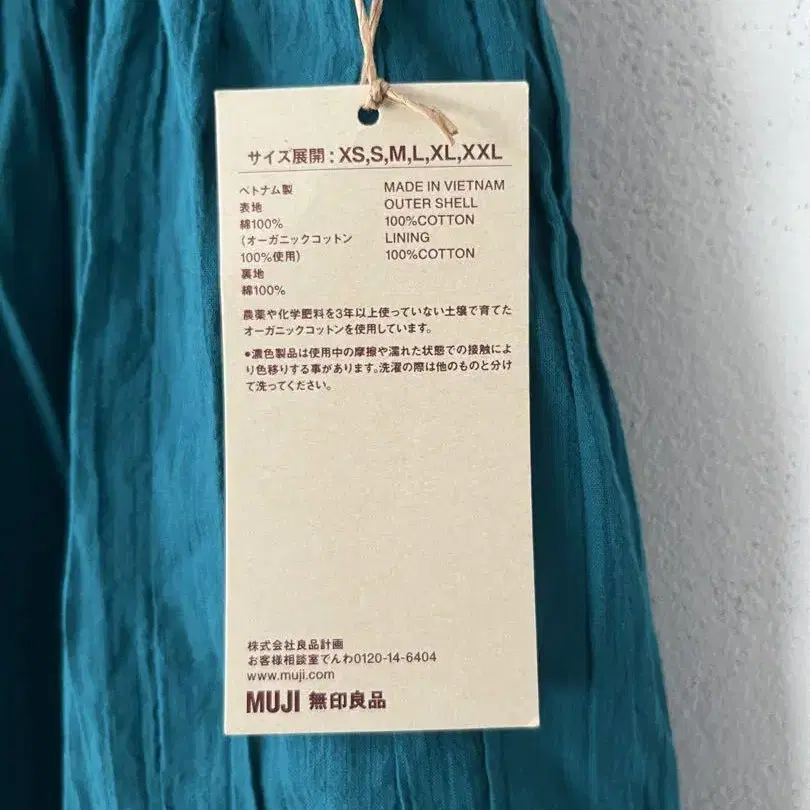 サイズ展開:XS,S,M,L,XL,XXL
ベトナム製
表地
綿100%
(オーガニックコットン
100%使用)
裏地
綿100%
MADE IN VIETNAM
OUTER SHELL
100%COTTON
LINING
100%COTTON
農薬や化学肥料を3年以上使っていない土壌で育てた
オーガニックコットンを使用しています。
●濃色製品は使用中の摩擦や濡れた状態での接触によ
り色移りする事があります。洗濯の際は他のものと分け
て洗ってください。
株式会社良品計画
お客様相談室でんわ0120-14-6404
www.muji.com
MUJI 無印良品